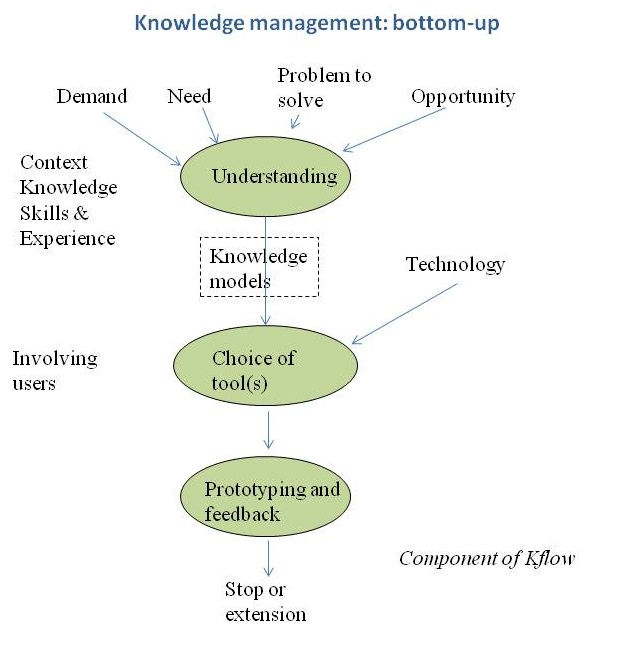 Knowledge management: bottom-up
Problem to
solve
Demand
Need
Opportunity
Context
Knowledge
Skills &
Experience
Understanding
Knowledge
models
Technology
Involving
users
Choice of
tool(s)
Prototyping and
feedback
Component of Kflow
Stop or
extension